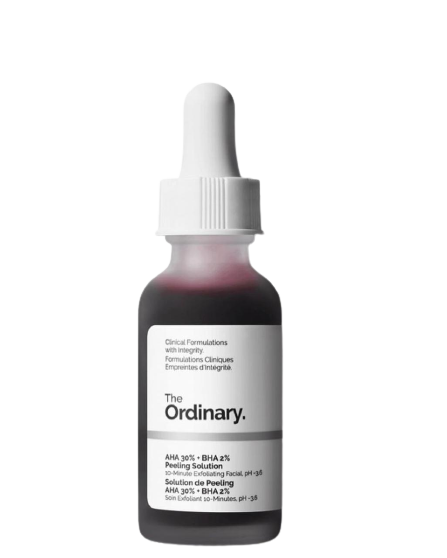 Clinical Formulations
with Integrity.
Formulations Cliniques
Empreintes d'Intégrité.
The
Ordinary.
AHA 30% + BHA 2%
Peeling Solution
10-Minute Exfoliating Facial, pH ~3.6
Solution de Peeling
AHA 30% + BHA 2%
Soin Exfoliant 10-Minutes, pH ~3.6